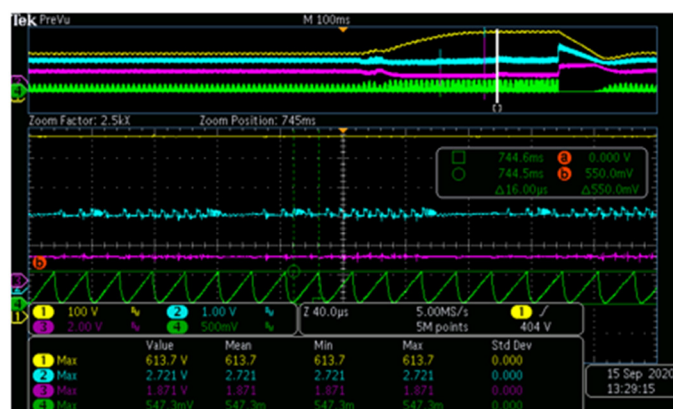 Tek PreVu M 100ms
Zoom Factor: 2.5kX Zoom Position: 745ms
744.6ms a 0.000 V
744.5ms b 550.0mV
Δ16.00µs Δ550.0mV
b
1 100 V 2 1.00 V Z 40.0µs 5.00MS/s 1
3 2.00 V 4 500mV 5M points 404 V
Value Mean Min Max Std Dev
1 Max 613.7 V 613.7 613.7 613.7 0.000
2 Max 2.721 V 2.721 2.721 2.721 0.000
3 Max 1.871 V 1.871 1.871 1.871 0.000
4 Max 547.3mV 547.3m 547.3m 547.3m 0.000
15 Sep 2020
13:29:15